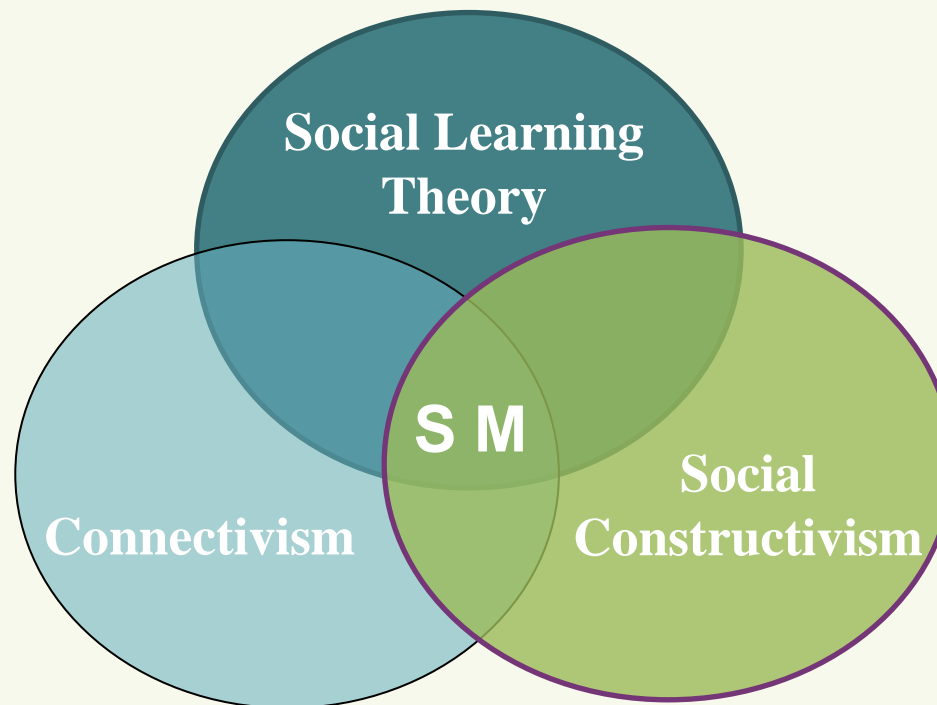 Social Learning
Theory
S M
Social
Constructivism
Connectivism